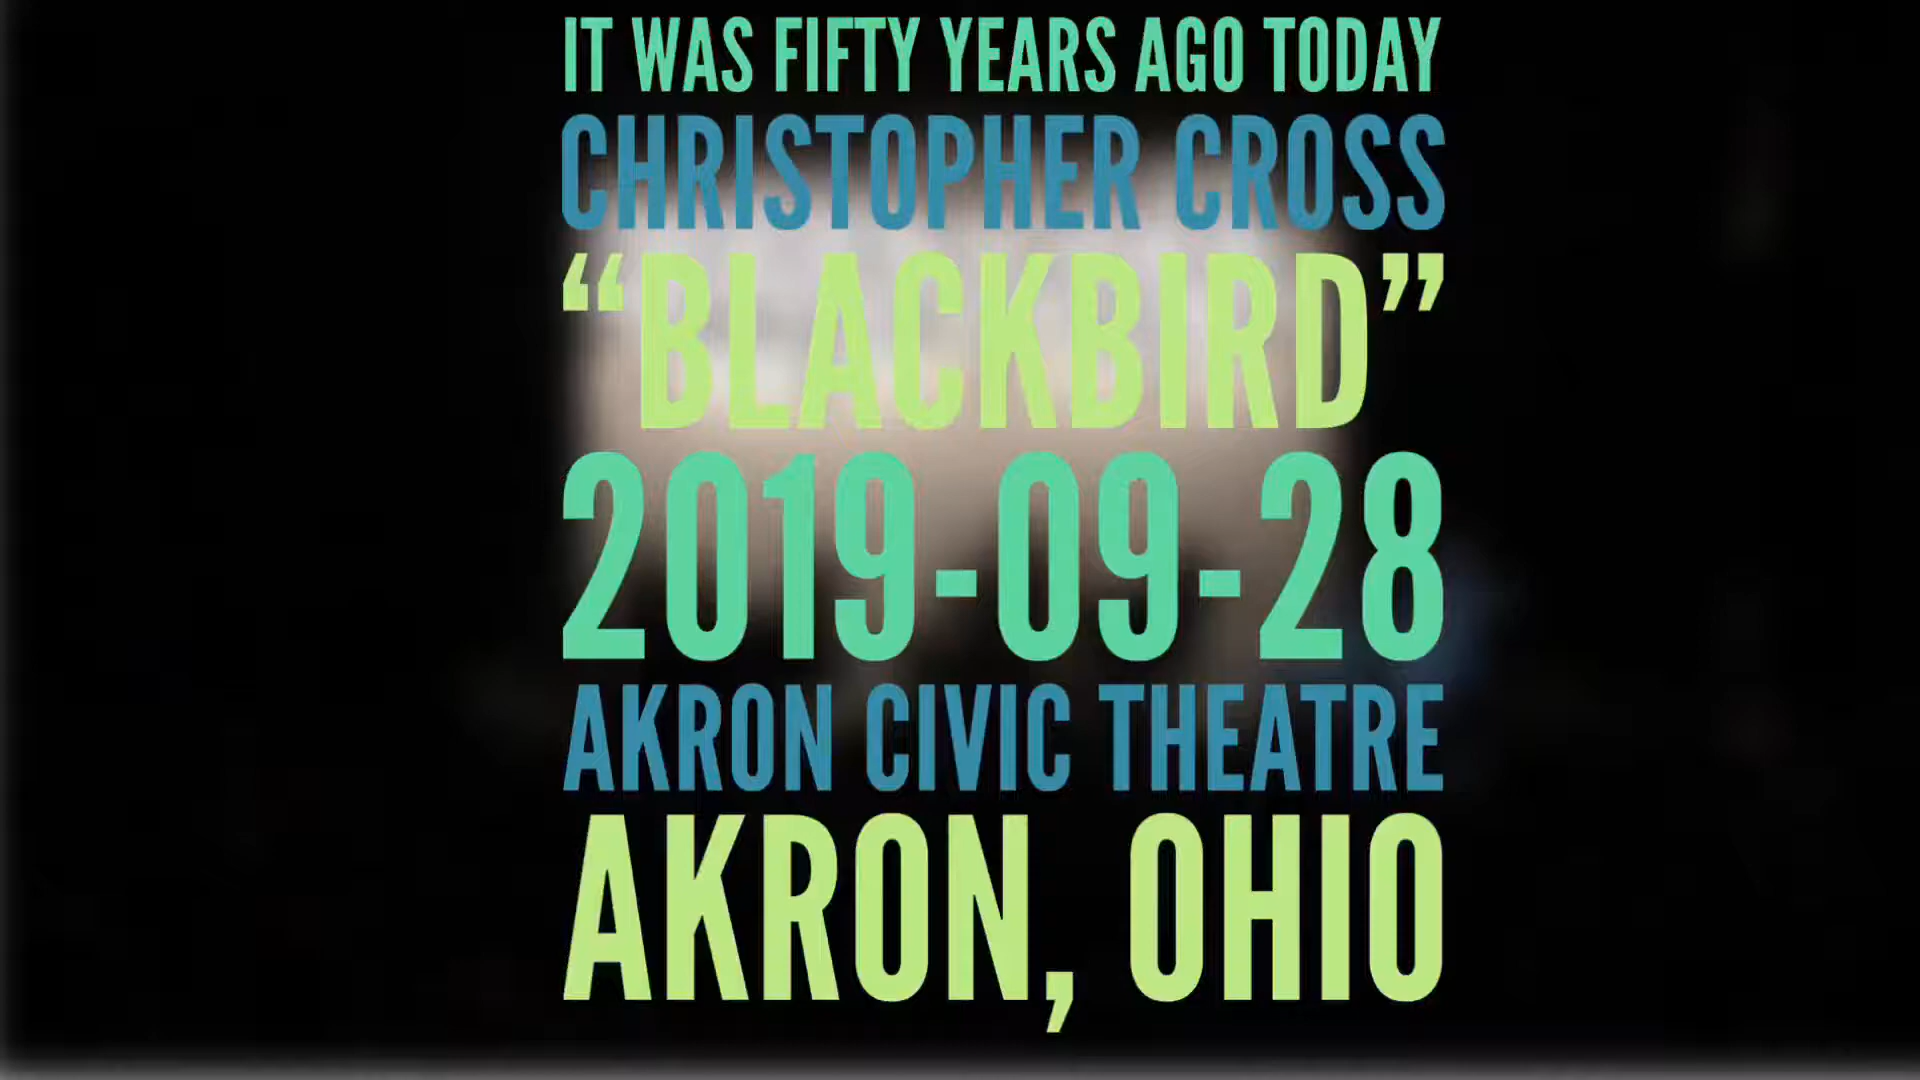 IT WAS FIFTY YEARS AGO TODAY
CHRISTOPHER CROSS
“BLACKBIRD”
2019-09-28
AKRON CIVIC THEATRE
AKRON, OHIO